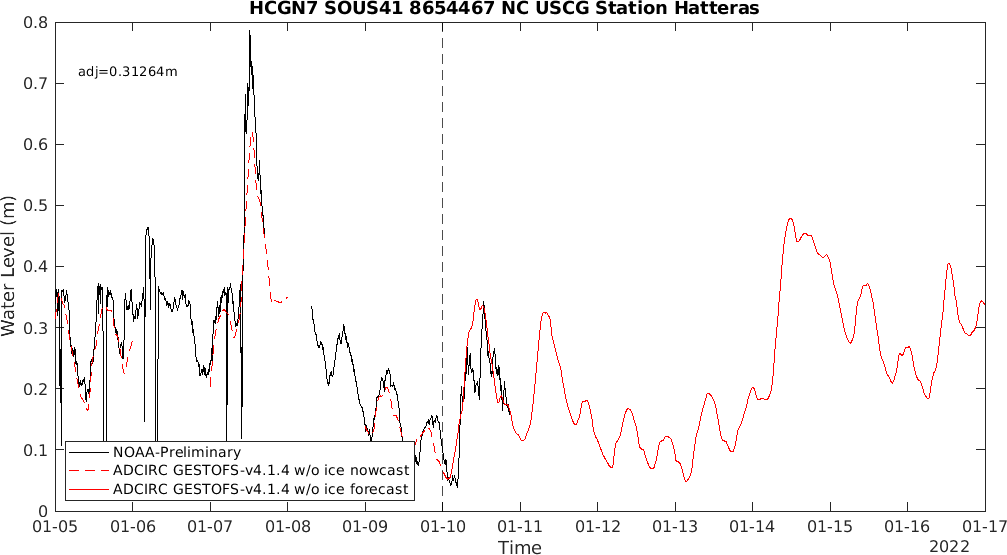 HCGN7 SOUS41 8654467 NC USCG Station Hatteras
0.8
adj=0.31264m
0.7
0.6
0.5
0.4
0.3
0.2
0.1
0
Water Level (m)
NOAA-Preliminary
ADCIRC GESTOFS-v4.1.4 w/o ice nowcast
ADCIRC GESTOFS-v4.1.4 w/o ice forecast
01-05 01-06 01-07 01-08 01-09 01-10 01-11 01-12 01-13 01-14 01-15 01-16 01-17
Time
2022